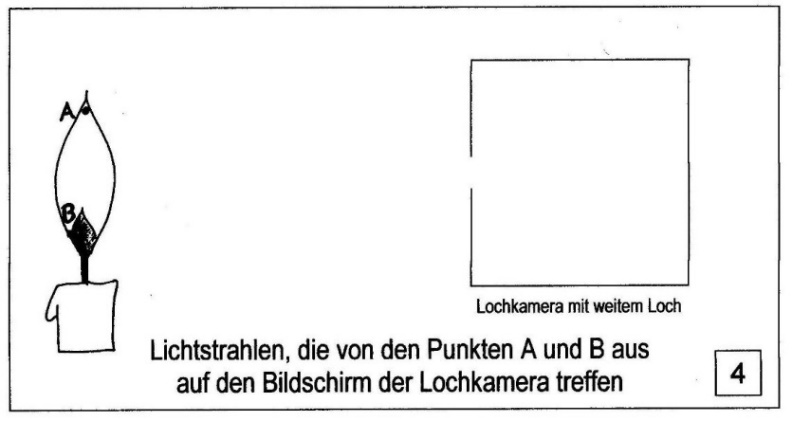 A
B
Lochkamera mit weitem Loch
Lichtstrahlen, die von den Punkten A und B aus
auf den Bildschirm der Lochkamera treffen
4